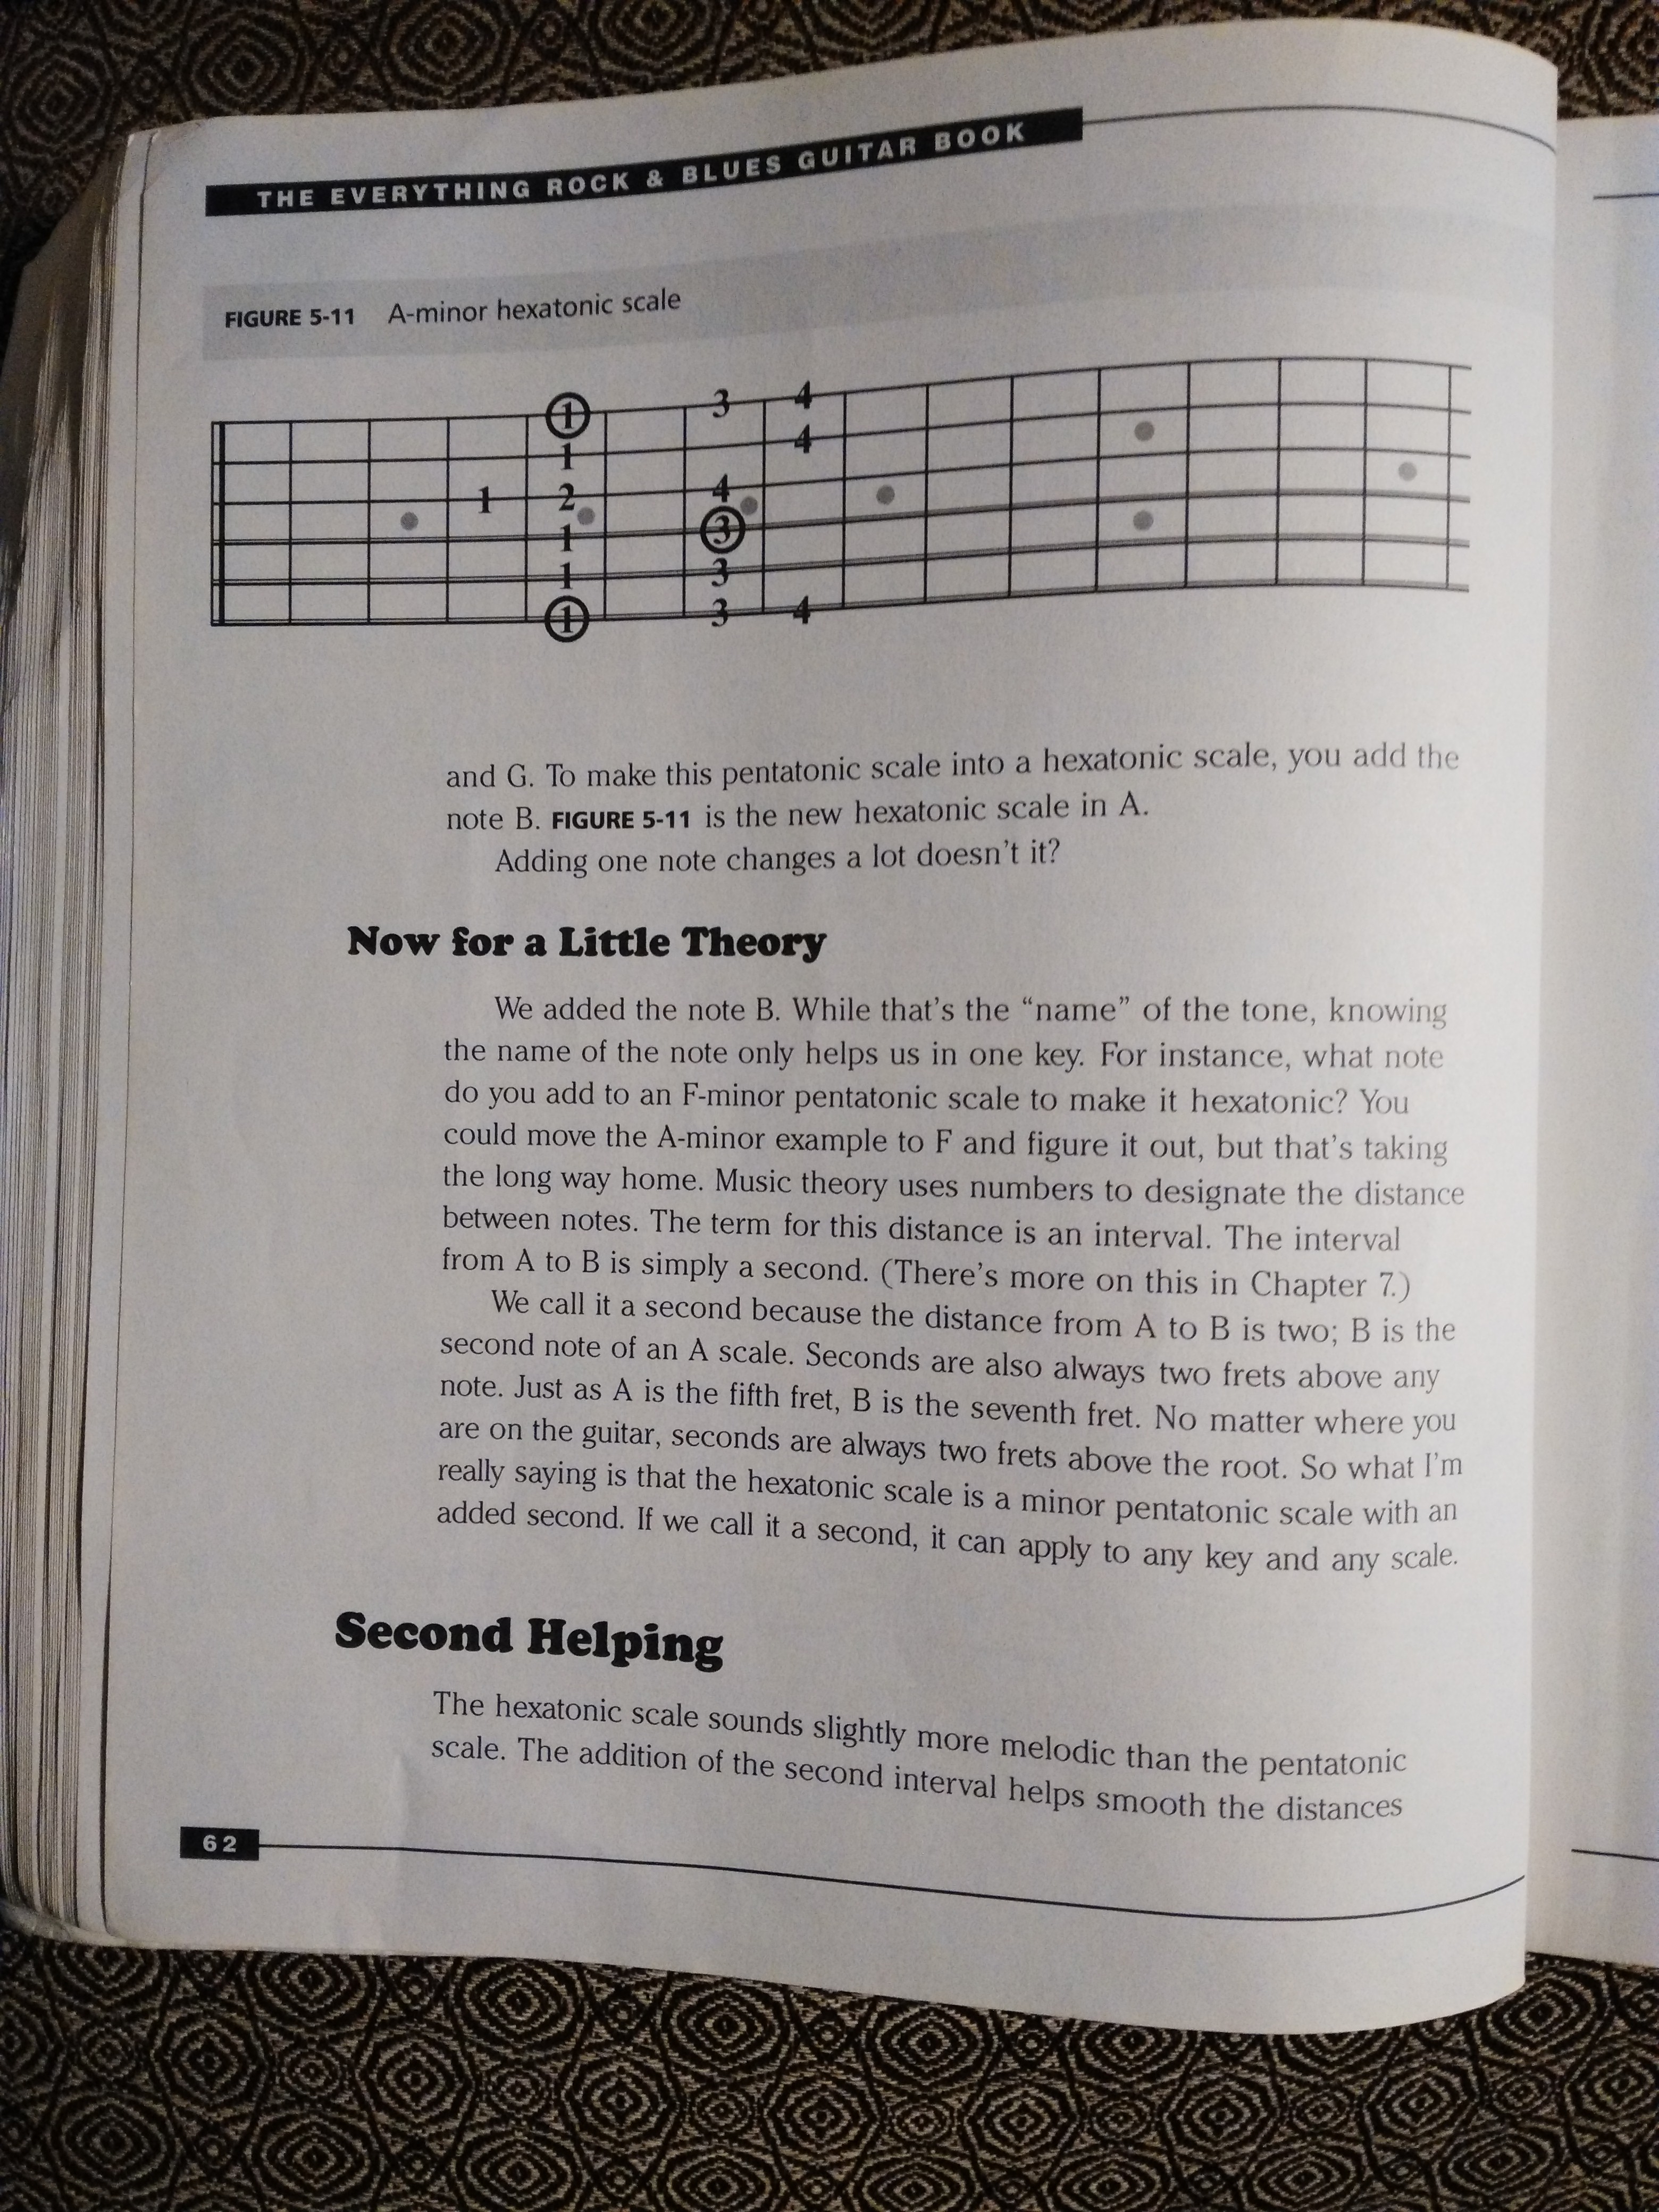 THE EVERYTHING ROCK & BLUES GUITAR BOOK
FIGURE 5-11 A-minor hexatonic scale
1 3 4
1 4
1 2 4
1 3
1 3
1 3 4
and G. To make this pentatonic scale into a hexatonic scale, you add the
note B. FIGURE 5-11 is the new hexatonic scale in A.
Adding one note changes a lot doesn't it?
Now for a Little Theory
We added the note B. While that's the “name” of the tone, knowing
the name of the note only helps us in one key. For instance, what note
do you add to an F-minor pentatonic scale to make it hexatonic? You
could move the A-minor example to F and figure it out, but that's taking
the long way home. Music theory uses numbers to designate the distance
between notes. The term for this distance is an interval. The interval
from A to B is simply a second. (There's more on this in Chapter 7.)
We call it a second because the distance from A to B is two; B is the
second note of an A scale. Seconds are also always two frets above any
note. Just as A is the fifth fret, B is the seventh fret. No matter where you
are on the guitar, seconds are always two frets above the root. So what I'm
really saying is that the hexatonic scale is a minor pentatonic scale with an
added second. If we call it a second, it can apply to any key and any scale.
Second Helping
The hexatonic scale sounds slightly more melodic than the pentatonic
scale. The addition of the second interval helps smooth the distances
62